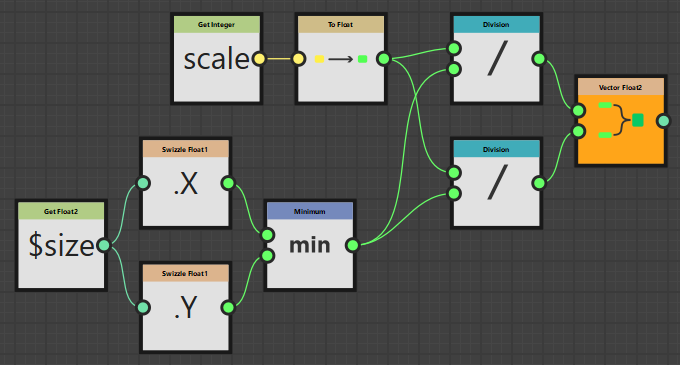 Get Integer
scale
To Float
Division
/
Vector Float2
Swizzle Float1
.X
Division
/
Get Float2
$size
Minimum
min
Swizzle Float1
.Y